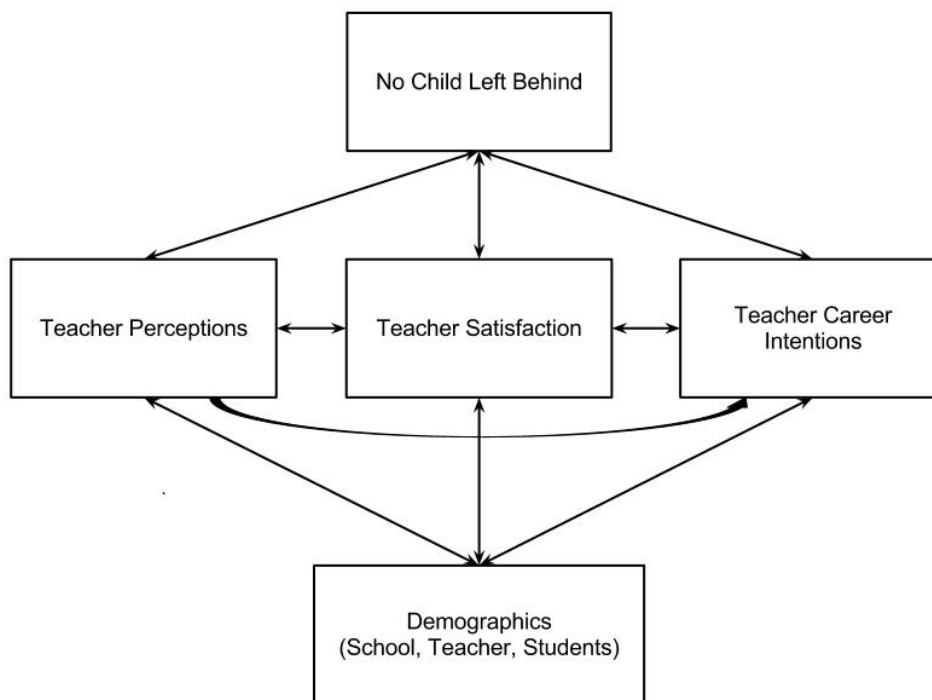 No Child Left Behind
Teacher Perceptions
Teacher Satisfaction
Teacher Career
Intentions
Demographics
(School, Teacher, Students)